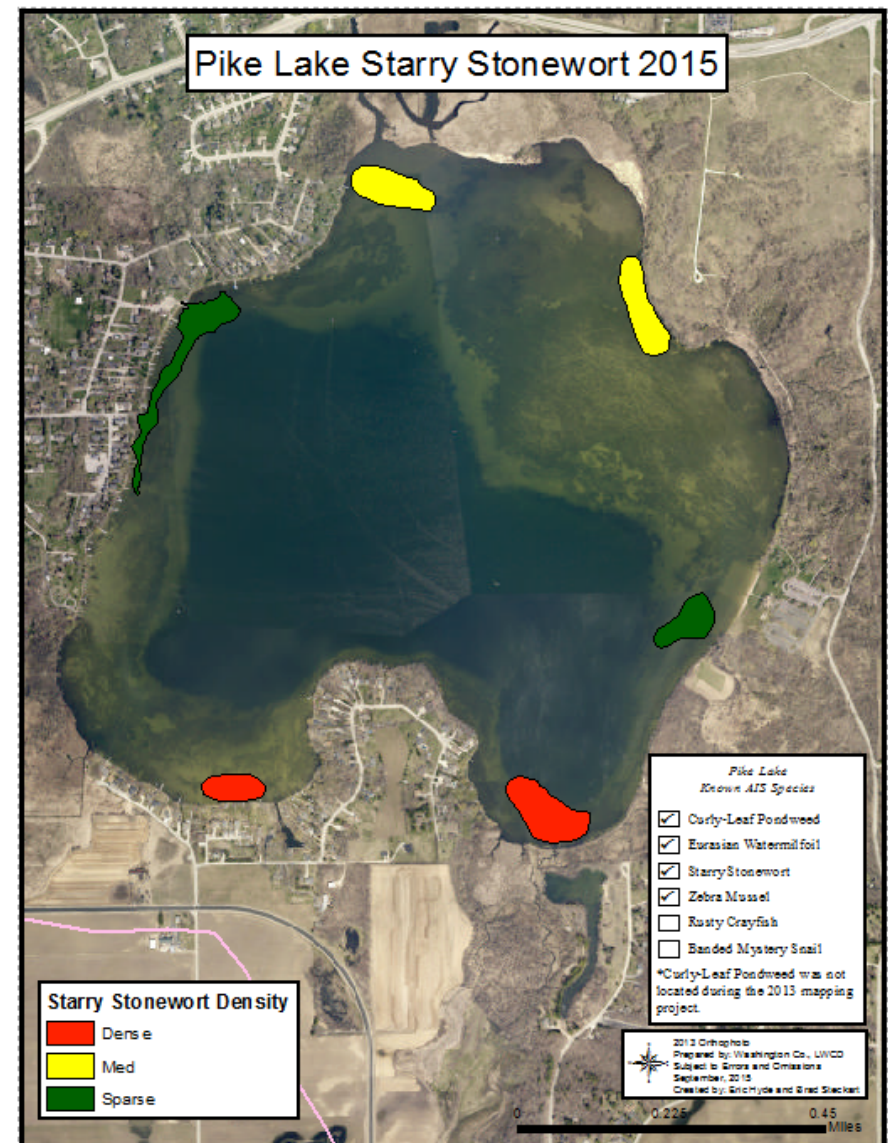 Pike Lake Starry Stonewort 2015
Pike Lake
Known AIS Species
Curly-Leaf Pondweed
Eurasian Watermilfoil
Starry Stonewort
Zebra Mussel
Rusty Crayfish
Banded Mystery Snail
*Curly-Leaf Pondweed was not
located during the 2013 mapping
project.
Starry Stonewort Density
Dense
Med
Sparse
2013 Orthophoto
Prepared by: Washington Co., LWCD
Subject to Errors and Omissions
September, 2015
Created by: Eric Hyde and Brad Steckart
0 0.225 0.45
Miles